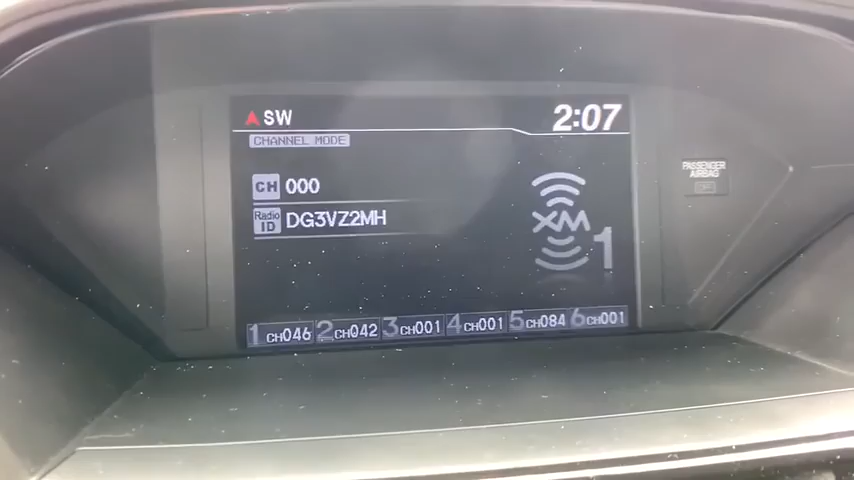 SW
2:07
CHANNEL MODE
CH 000
Radio ID DG3VZ2MH
XM 1
PASSENGER
AIRBAG
OFF
1 CH046 2 CH042 3 CH001 4 CH001 5 CH084 6 CH001